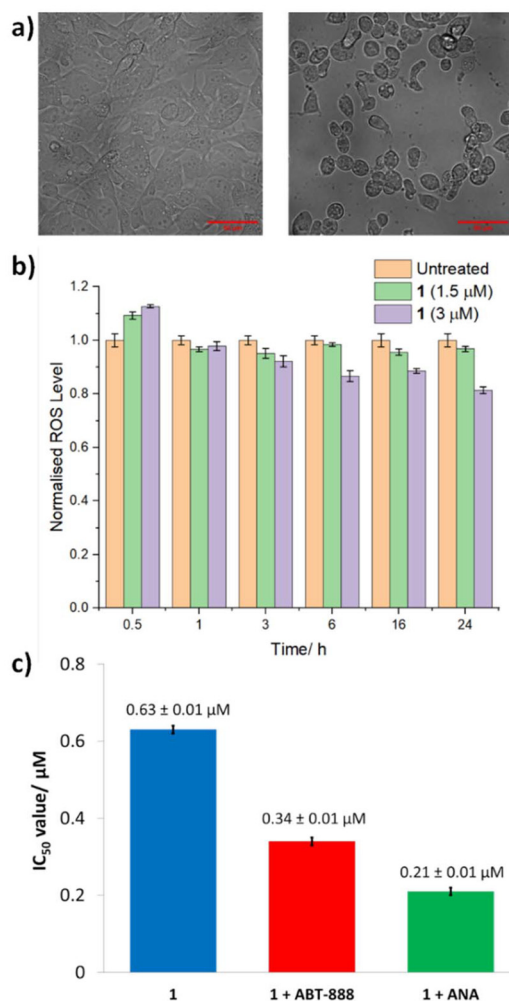 a)
b)
Untreated
1 (1.5 µM)
1 (3 µM)
Normalised ROS Level
1.2
1.0
0.8
0.6
0.4
0.2
0.0
0.5 1 3 6 16 24
Time/ h
c)
IC50 value/ µM
0.8
0.6
0.4
0.2
0
0.63 ± 0.01 µM
0.34 ± 0.01 µM
0.21 ± 0.01 µM
1 1 + ABT-888 1 + ANA